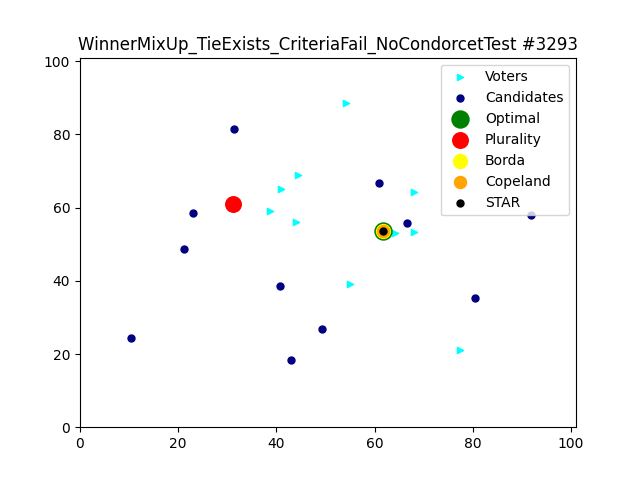 WinnerMixUp_TieExists_CriteriaFail_NoCondorcetTest #3293
100
80
60
40
20
0
0 20 40 60 80 100
Voters
Candidates
Optimal
Plurality
Borda
Copeland
STAR